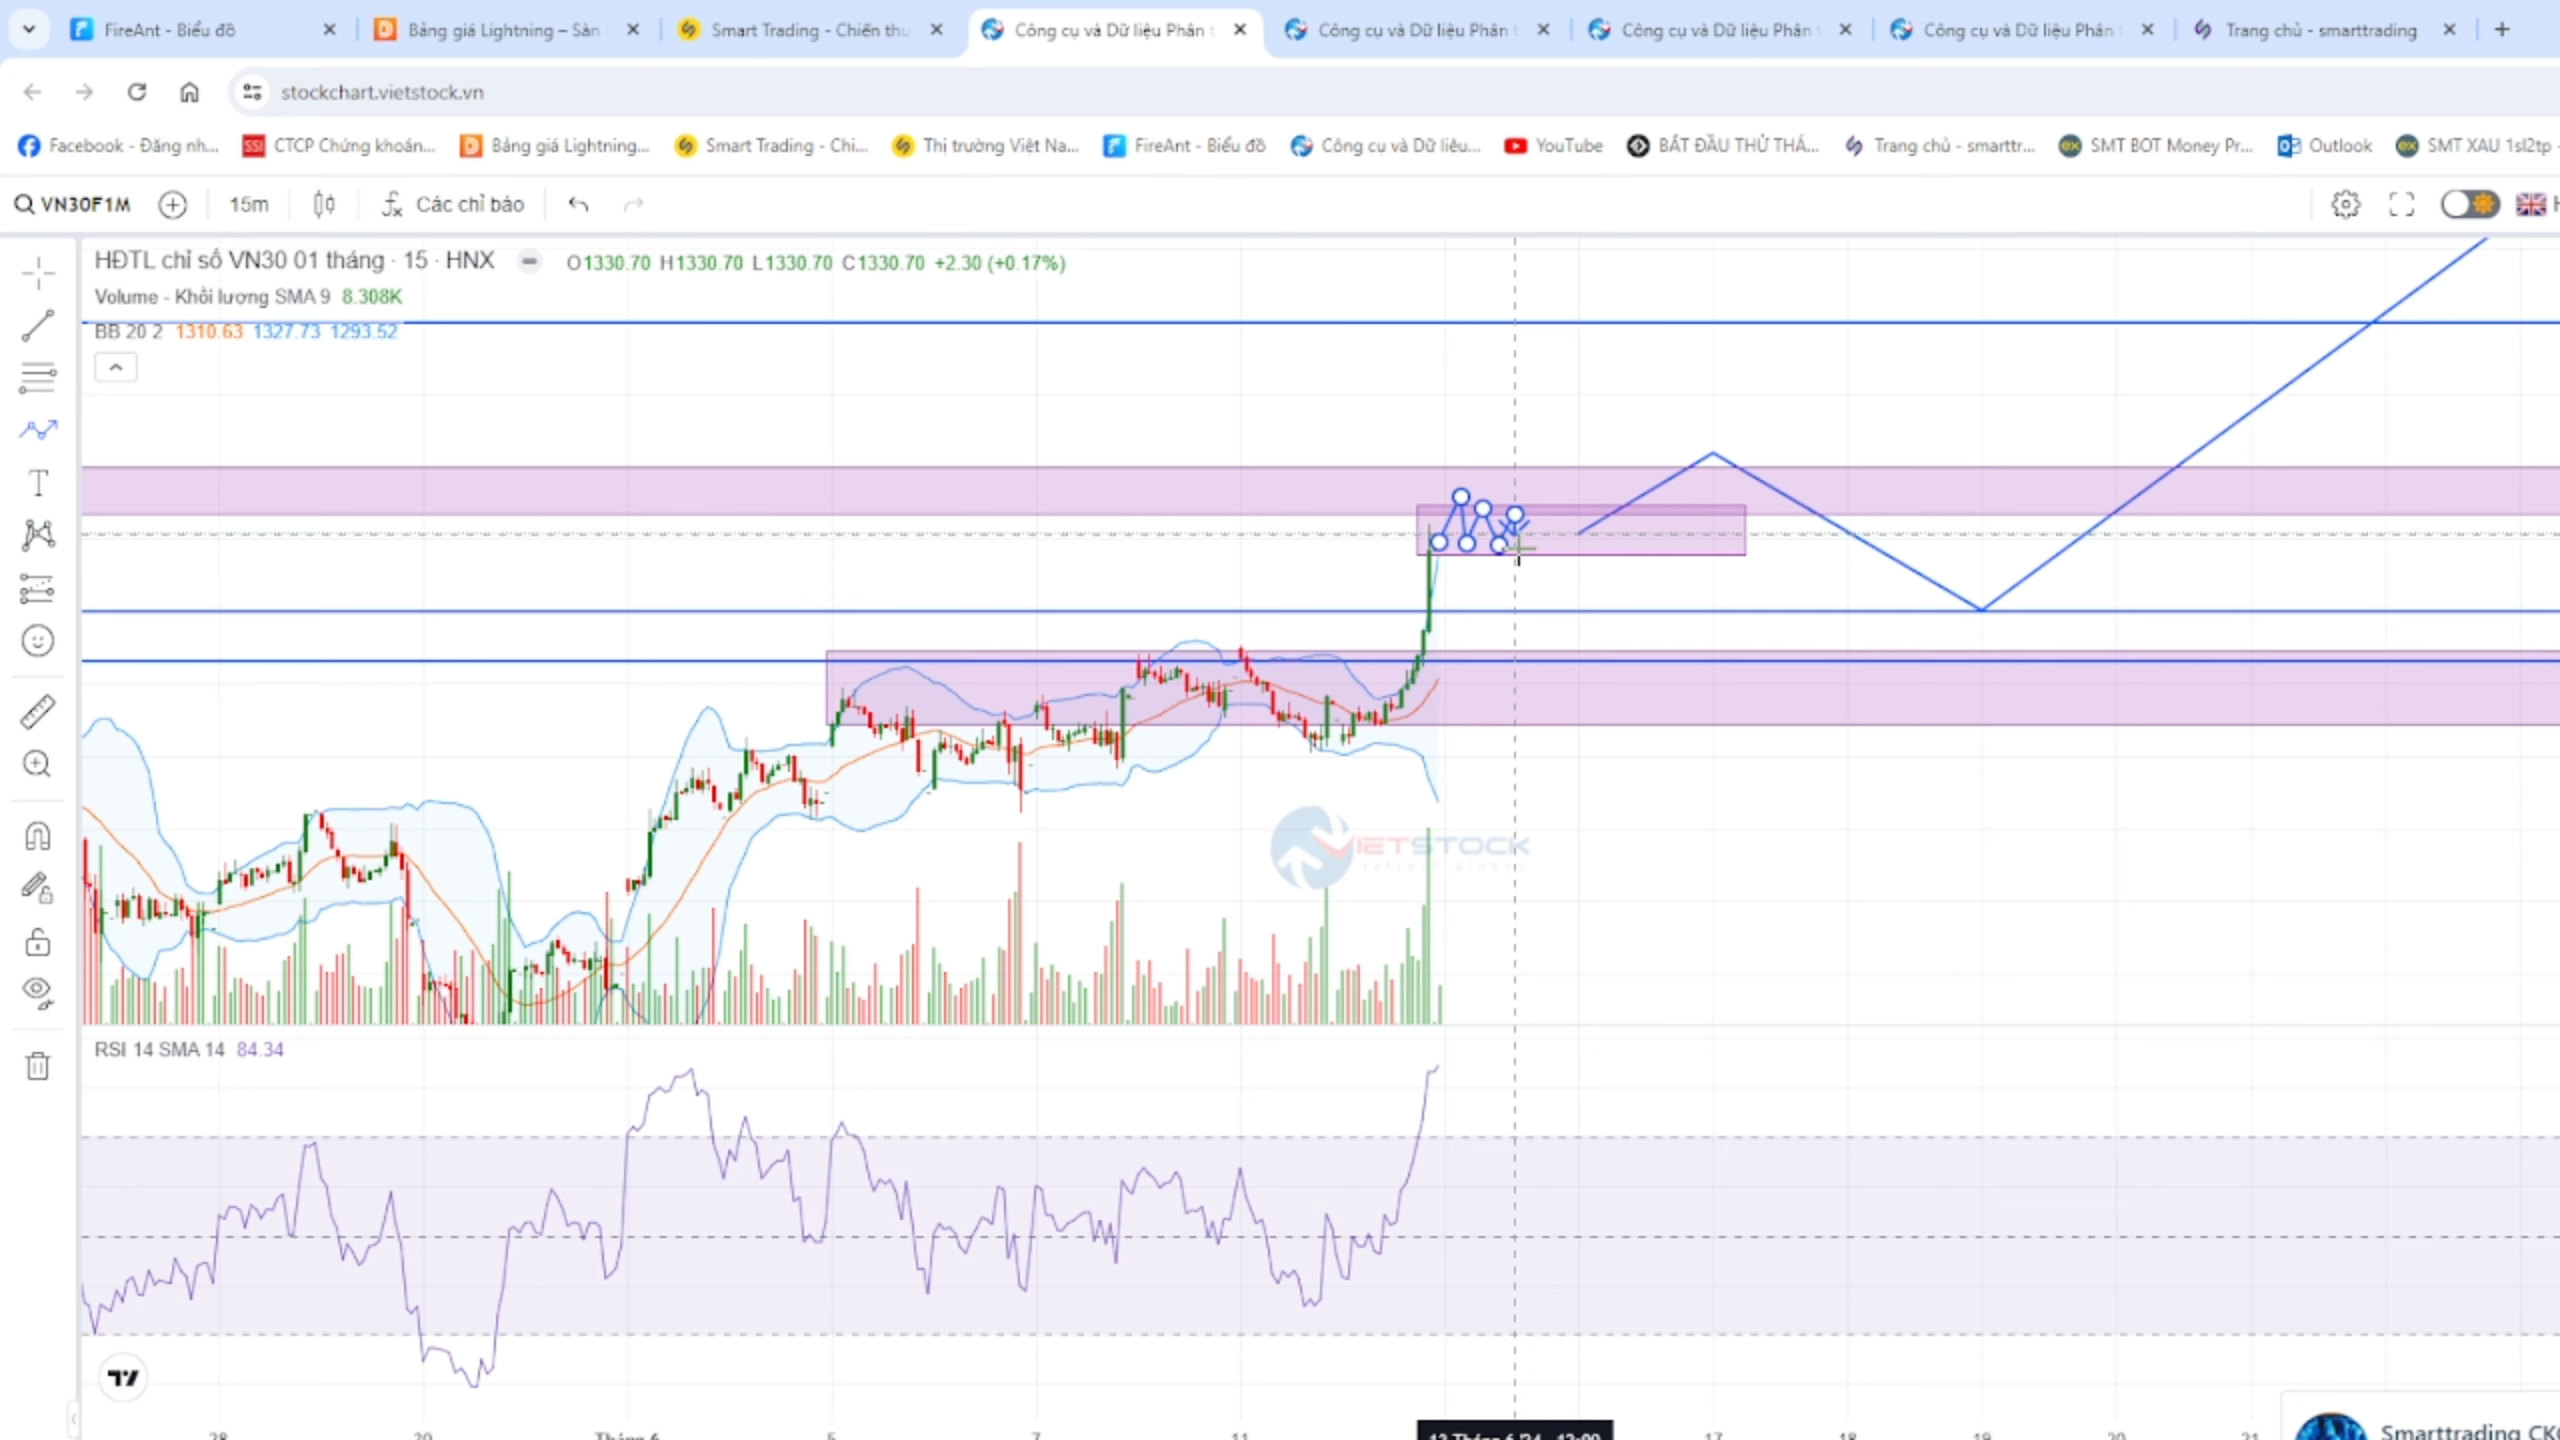 FireAnt - Biểu đồ
Bảng giá Lightning – Sàn
Smart Trading - Chiến thu
Công cụ và Dữ liệu Phân t
Công cụ và Dữ liệu Phân t
Công cụ và Dữ liệu Phân t
Công cụ và Dữ liệu Phân t
Trang chủ - smarttrading
stockchart.vietstock.vn
Facebook - Đăng nh...
SSI CTCP Chứng khoán...
Bảng giá Lightning...
Smart Trading - Chi...
Thị trường Việt Na...
FireAnt - Biểu đồ
Công cụ và Dữ liệu...
YouTube
BẮT ĐẦU THỬ THÁ...
Trang chủ - smarttr...
SMT BOT Money Pr...
Outlook
SMT XAU 1sl2tp -
VN30F1M
15m
Các chỉ báo
HĐTL chỉ số VN30 01 tháng · 15 · HNX
O1330.70 H1330.70 L1330.70 C1330.70 +2.30 (+0.17%)
Volume - Khối lượng SMA 9 8.308K
BB 20 2 1310.63 1327.73 1293.52
VIETSTOCK
RSI 14 SMA 14 84.34
28
Tháng 6
5
7
11
17
18
19
20
21
Smarttrading CK